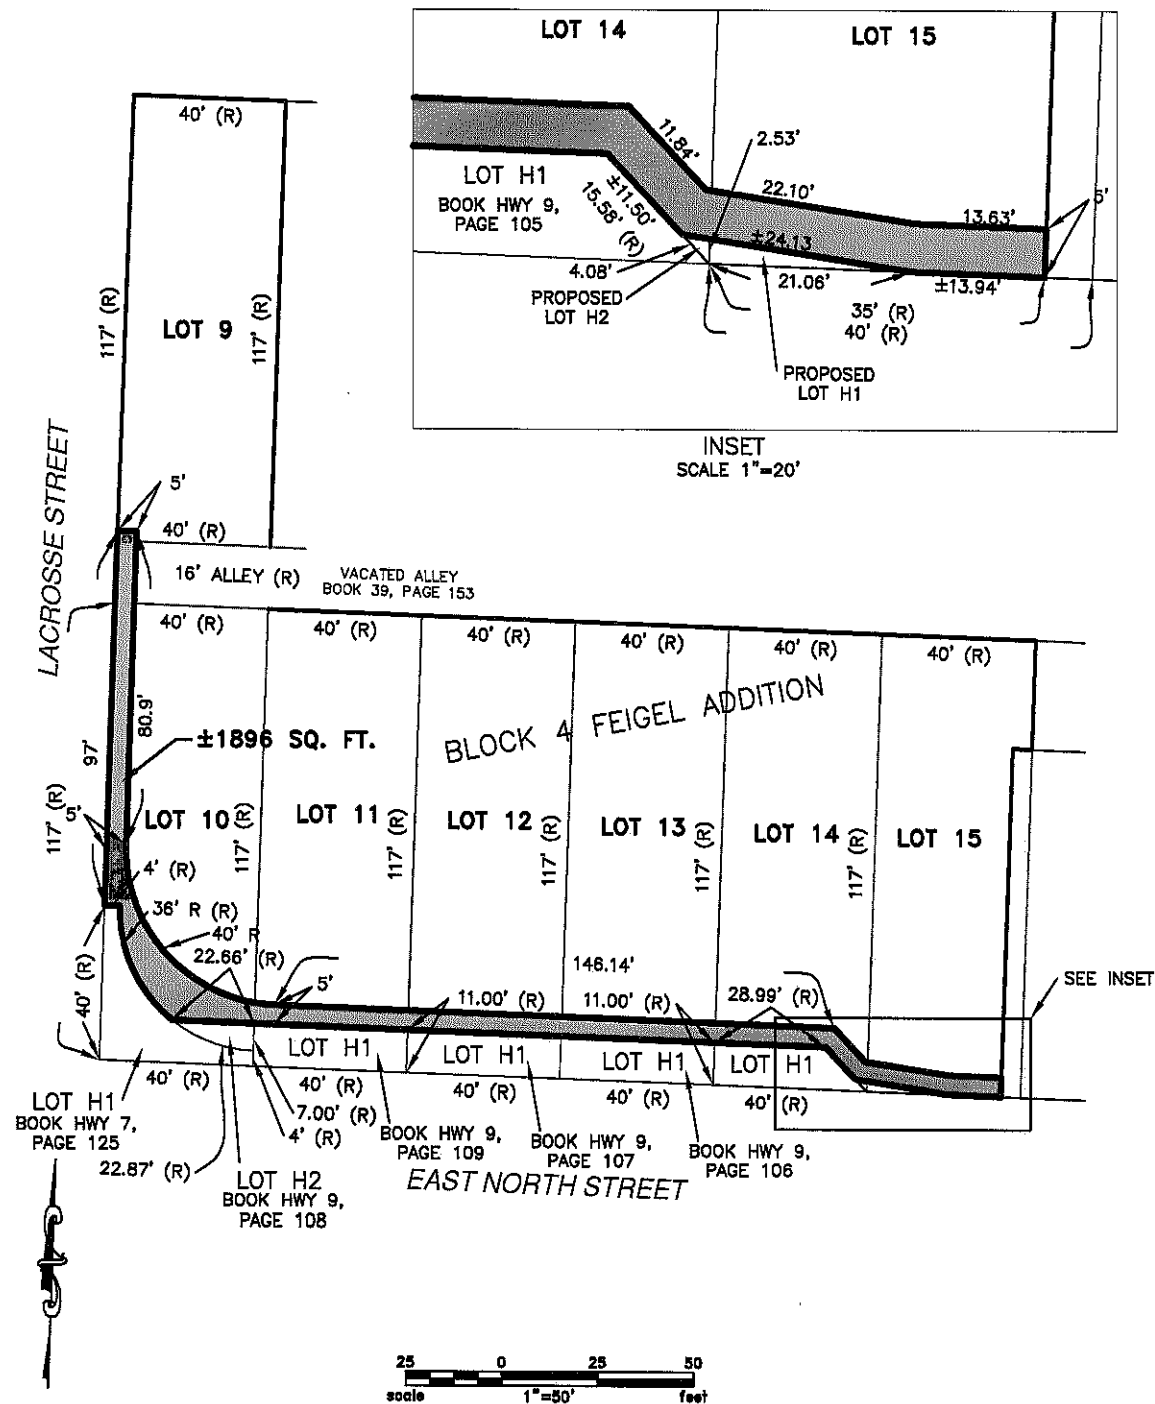 LOT 14
LOT 15
11.84'
2.53'
LOT H1
BOOK HWY 9,
PAGE 105
±11.50'
15.58' (R)
22.10'
13.63'
5'
±24.13
4.08'
21.06'
±13.94'
PROPOSED
LOT H2
35' (R)
40' (R)
PROPOSED
LOT H1
INSET
SCALE 1"=20'
40' (R)
117' (R)
LOT 9
117' (R)
LACROSSE STREET
5'
40' (R)
16' ALLEY (R)
VACATED ALLEY
BOOK 39, PAGE 153
40' (R)
40' (R)
40' (R)
40' (R)
40' (R)
40' (R)
BLOCK 4 FEIGEL ADDITION
80.9'
97'
±1896 SQ. FT.
117' (R)
5'
LOT 10
117' (R)
LOT 11
117' (R)
LOT 12
117' (R)
LOT 13
117' (R)
LOT 14
117' (R)
LOT 15
4' (R)
36' R (R)
40' R
22.66' (R)
5'
146.14'
40' (R)
11.00' (R)
11.00' (R)
28.99' (R)
SEE INSET
LOT H1
LOT H1
LOT H1
LOT H1
40' (R)
40' (R)
40' (R)
40' (R)
40' (R)
LOT H1
BOOK HWY 7,
PAGE 125
7.00' (R)
4' (R)
22.87' (R)
LOT H2
BOOK HWY 9,
PAGE 108
BOOK HWY 9,
PAGE 109
BOOK HWY 9,
PAGE 107
BOOK HWY 9,
PAGE 106
EAST NORTH STREET
25 0 25 50
scale 1"=50' feet